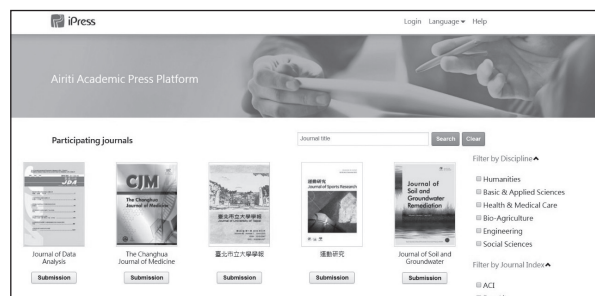 iPress
Login Language▼ Help
Airiti Academic Press Platform
Participating journals
Journal title
Search Clear
JDA
CJM
The Changhua
Journal of Medicine
臺北市立大學學報
運動研究
Journal of Sports Research
Journal of
Soil and
Groundwater
Remediation
Journal of Data
Analysis
Submission
The Changhua
Journal of Medicine
Submission
臺北市立大學學報
Submission
運動研究
Submission
Journal of Soil and
Groundwater
Submission
Filter by Discipline
Humanities
Basic & Applied Sciences
Health & Medical Care
Bio-Agriculture
Engineering
Social Sciences
Filter by Journal Index
ACI